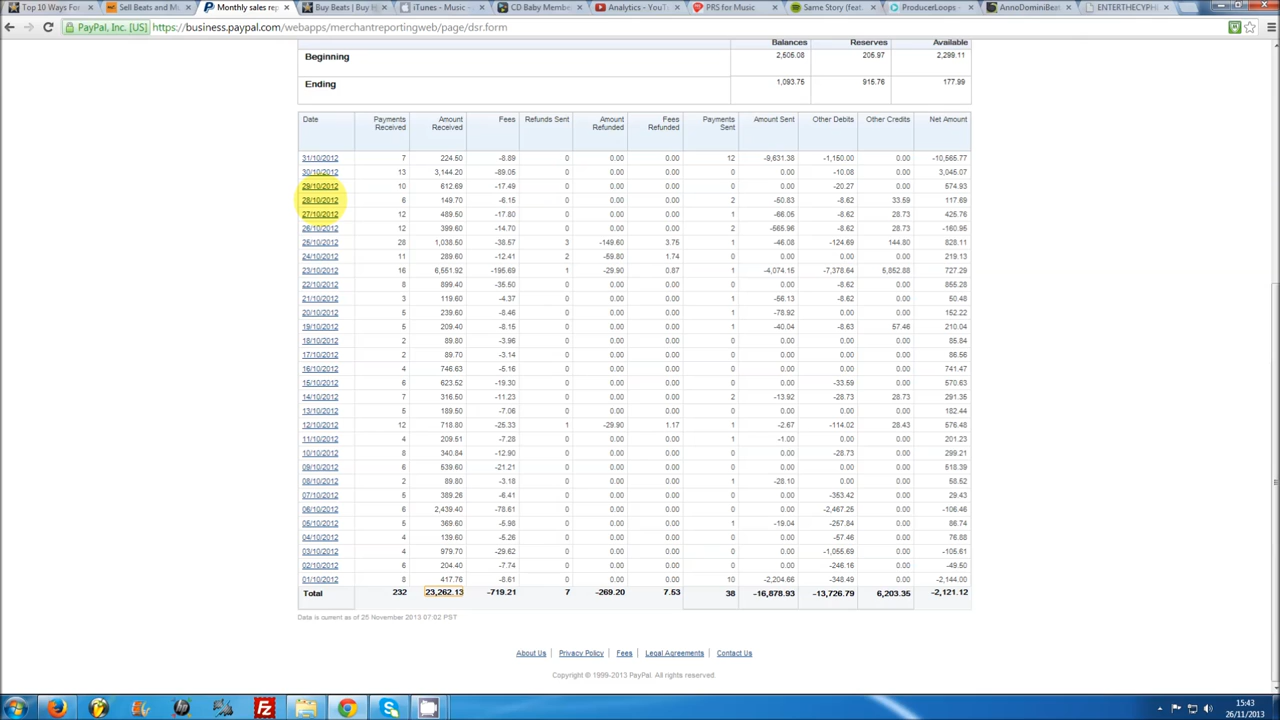 Top 10 Ways For
Sell Beats and M
Monthly sales rep
Buy Beats | Buy H
iTunes - Music -
CD Baby Membe
Analytics - YouT
PRS for Music
Same Story (feat.
ProducerLoops
AnnoDominiBeat
ENTERTHECYPH
PayPal, Inc. [US] https://business.paypal.com/webapps/merchantreportingweb/page/dsr.form
Balances Reserves Available
Beginning 2,505.08 205.97 2,299.11
Ending 1,093.75 915.76 177.99
Date Payments Received Amount Received Fees Refunds Sent Amount Refunded Fees Refunded Payments Sent Amount Sent Other Debits Other Credits Net Amount
31/10/2012 7 224.50 -8.89 0 0.00 0.00 12 -9,631.38 -1,150.00 0.00 -10,565.77
30/10/2012 13 3,144.20 -89.05 0 0.00 0.00 0 0.00 -10.08 0.00 3,045.07
29/10/2012 10 612.69 -17.49 0 0.00 0.00 0 0.00 -20.27 0.00 574.93
28/10/2012 6 149.70 -6.15 0 0.00 0.00 2 -50.83 -8.62 33.59 117.69
27/10/2012 12 489.50 -17.80 0 0.00 0.00 1 -66.05 -8.62 28.73 425.76
26/10/2012 12 399.60 -14.70 0 0.00 0.00 2 -565.96 -8.62 28.73 -160.95
25/10/2012 28 1,038.50 -38.57 3 -149.60 3.75 1 -46.08 -124.69 144.80 828.11
24/10/2012 11 289.60 -12.41 2 -59.80 1.74 0 0.00 0.00 0.00 219.13
23/10/2012 16 6,551.92 -195.69 1 -29.90 0.87 1 -4,074.15 -7,378.64 5,852.88 727.29
22/10/2012 8 899.40 -35.50 0 0.00 0.00 0 0.00 -8.62 0.00 855.28
21/10/2012 3 119.60 -4.37 0 0.00 0.00 1 -56.13 -8.62 0.00 50.48
20/10/2012 5 239.60 -8.46 0 0.00 0.00 1 -78.92 0.00 0.00 152.22
19/10/2012 5 209.40 -8.15 0 0.00 0.00 1 -40.04 -8.63 57.46 210.04
18/10/2012 2 89.80 -3.96 0 0.00 0.00 0 0.00 0.00 0.00 85.84
17/10/2012 2 89.70 -3.14 0 0.00 0.00 0 0.00 0.00 0.00 86.56
16/10/2012 4 746.63 -5.16 0 0.00 0.00 0 0.00 0.00 0.00 741.47
15/10/2012 6 623.52 -19.30 0 0.00 0.00 0 0.00 -33.59 0.00 570.63
14/10/2012 7 316.50 -11.23 0 0.00 0.00 2 -13.92 -28.73 28.73 291.35
13/10/2012 5 189.50 -7.06 0 0.00 0.00 0 0.00 0.00 0.00 182.44
12/10/2012 12 718.80 -25.33 1 -29.90 1.17 1 -2.67 -114.02 28.43 576.48
11/10/2012 4 209.51 -7.28 0 0.00 0.00 1 -1.00 0.00 0.00 201.23
10/10/2012 8 340.84 -12.90 0 0.00 0.00 0 0.00 -28.73 0.00 299.21
09/10/2012 6 539.60 -21.21 0 0.00 0.00 0 0.00 0.00 0.00 518.39
08/10/2012 2 89.80 -3.18 0 0.00 0.00 1 -28.10 0.00 0.00 58.52
07/10/2012 5 389.26 -6.41 0 0.00 0.00 0 0.00 -353.42 0.00 29.43
06/10/2012 6 2,439.40 -78.61 0 0.00 0.00 0 0.00 -2,467.25 0.00 -106.46
05/10/2012 5 369.60 -5.98 0 0.00 0.00 1 -19.04 -257.84 0.00 86.74
04/10/2012 4 139.60 -5.26 0 0.00 0.00 0 0.00 -57.46 0.00 76.88
03/10/2012 4 979.70 -29.62 0 0.00 0.00 0 0.00 -1,055.69 0.00 -105.61
02/10/2012 6 204.40 -7.74 0 0.00 0.00 0 0.00 -246.16 0.00 -49.50
01/10/2012 8 417.76 -8.61 0 0.00 0.00 10 -2,204.66 -348.49 0.00 -2,144.00
Total 232 23,262.13 -719.21 7 -269.20 7.53 38 -16,878.93 -13,726.79 6,203.35 -2,121.12
Data is current as of 25 November 2013 07:02 PST
About Us | Privacy Policy | Fees | Legal Agreements | Contact Us
Copyright © 1999-2013 PayPal. All rights reserved.
15:43
26/11/2013